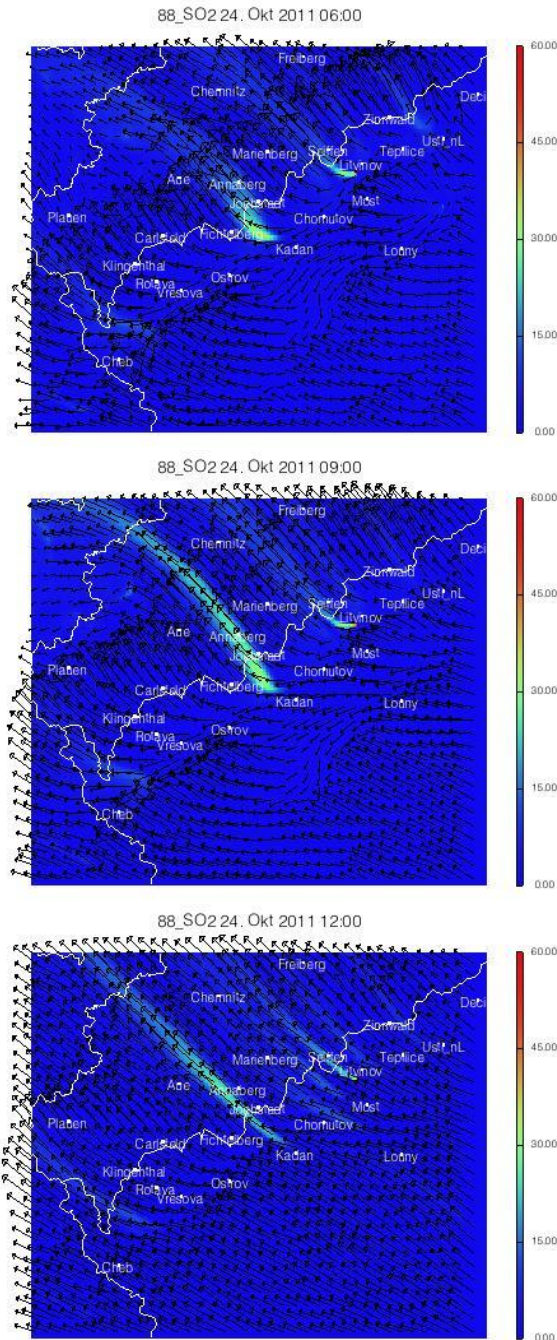 88_SO2 24. Okt 2011 06:00
60.00
Freiberg
Chemnitz
Deci
45.00
Zinnwald
Usti_nL
Marienberg
Seiffen
Teplice
Litvinov
Aue
Annaberg
30.00
Most
Plauen
Chomutov
Carlsfeld
Fichtelberg
Kadan
Louny
Klingenthal
Ostrov
Rotava
Vresova
15.00
Cheb
0.00
88_SO2 24. Okt 2011 09:00
60.00
Freiberg
Chemnitz
Deci
45.00
Zinnwald
Usti_nL
Marienberg
Seiffen
Teplice
Litvinov
Aue
Annaberg
Most
30.00
Plauen
Chomutov
Carlsfeld
Fichtelberg
Kadan
Louny
Klingenthal
Ostrov
Rotava
Vresova
15.00
Cheb
0.00
88_SO2 24. Okt 2011 12:00
60.00
Freiberg
Chemnitz
Deci
45.00
Zinnwald
Usti_nL
Marienberg
Seiffen
Teplice
Aue
Annaberg
Most
30.00
Plauen
Chomutov
Carlsfeld
Fichtelberg
Kadan
Louny
Klingenthal
Ostrov
Rotava
Vresova
15.00
Cheb
0.00